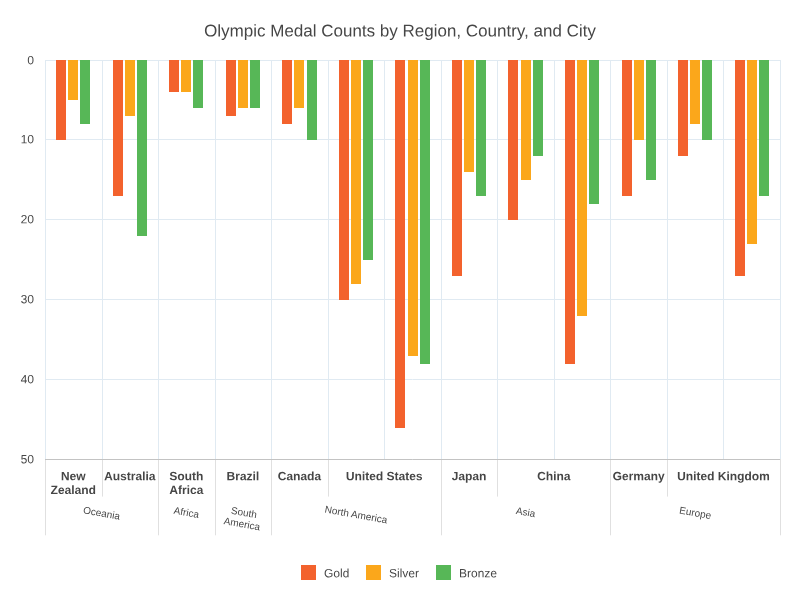 Olympic Medal Counts by Region, Country, and City
0
10
20
30
40
50
New
Zealand
Australia
South
Africa
Brazil
Canada
United States
Japan
China
Germany
United Kingdom
Oceania
Africa
South
America
North America
Asia
Europe
Gold
Silver
Bronze